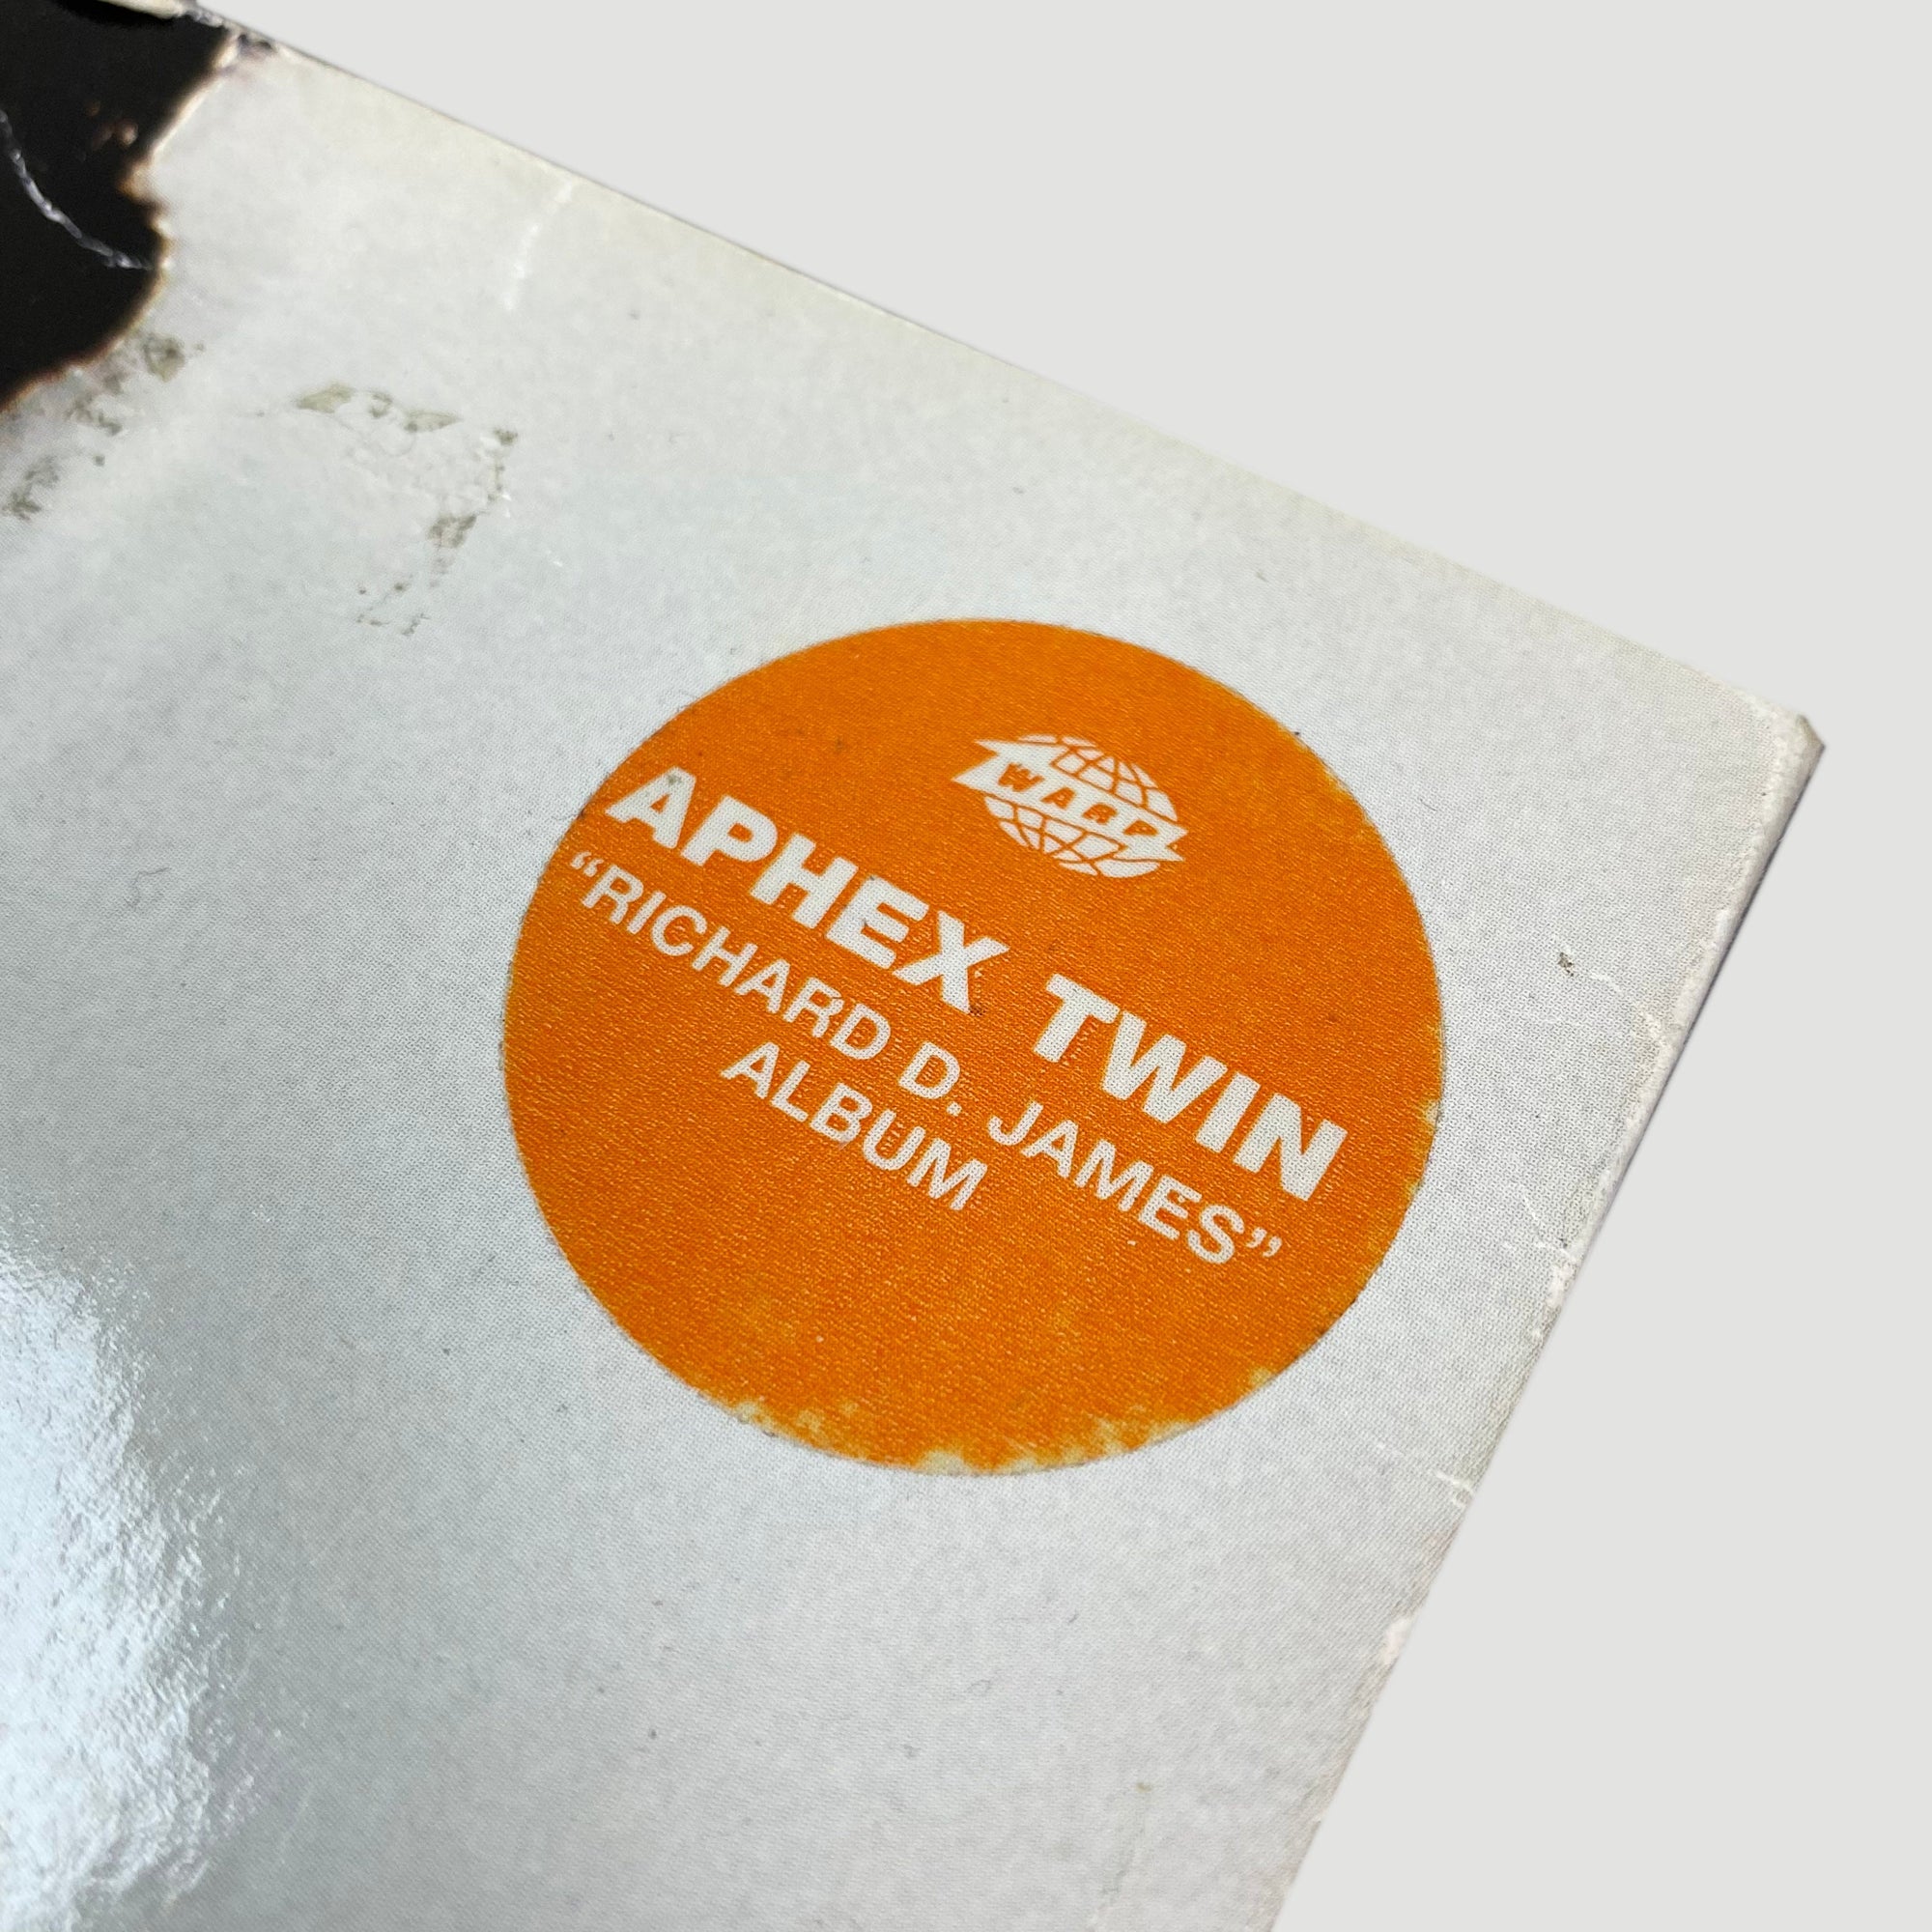 WARP
APHEX TWIN
“RICHARD D. JAMES”
ALBUM